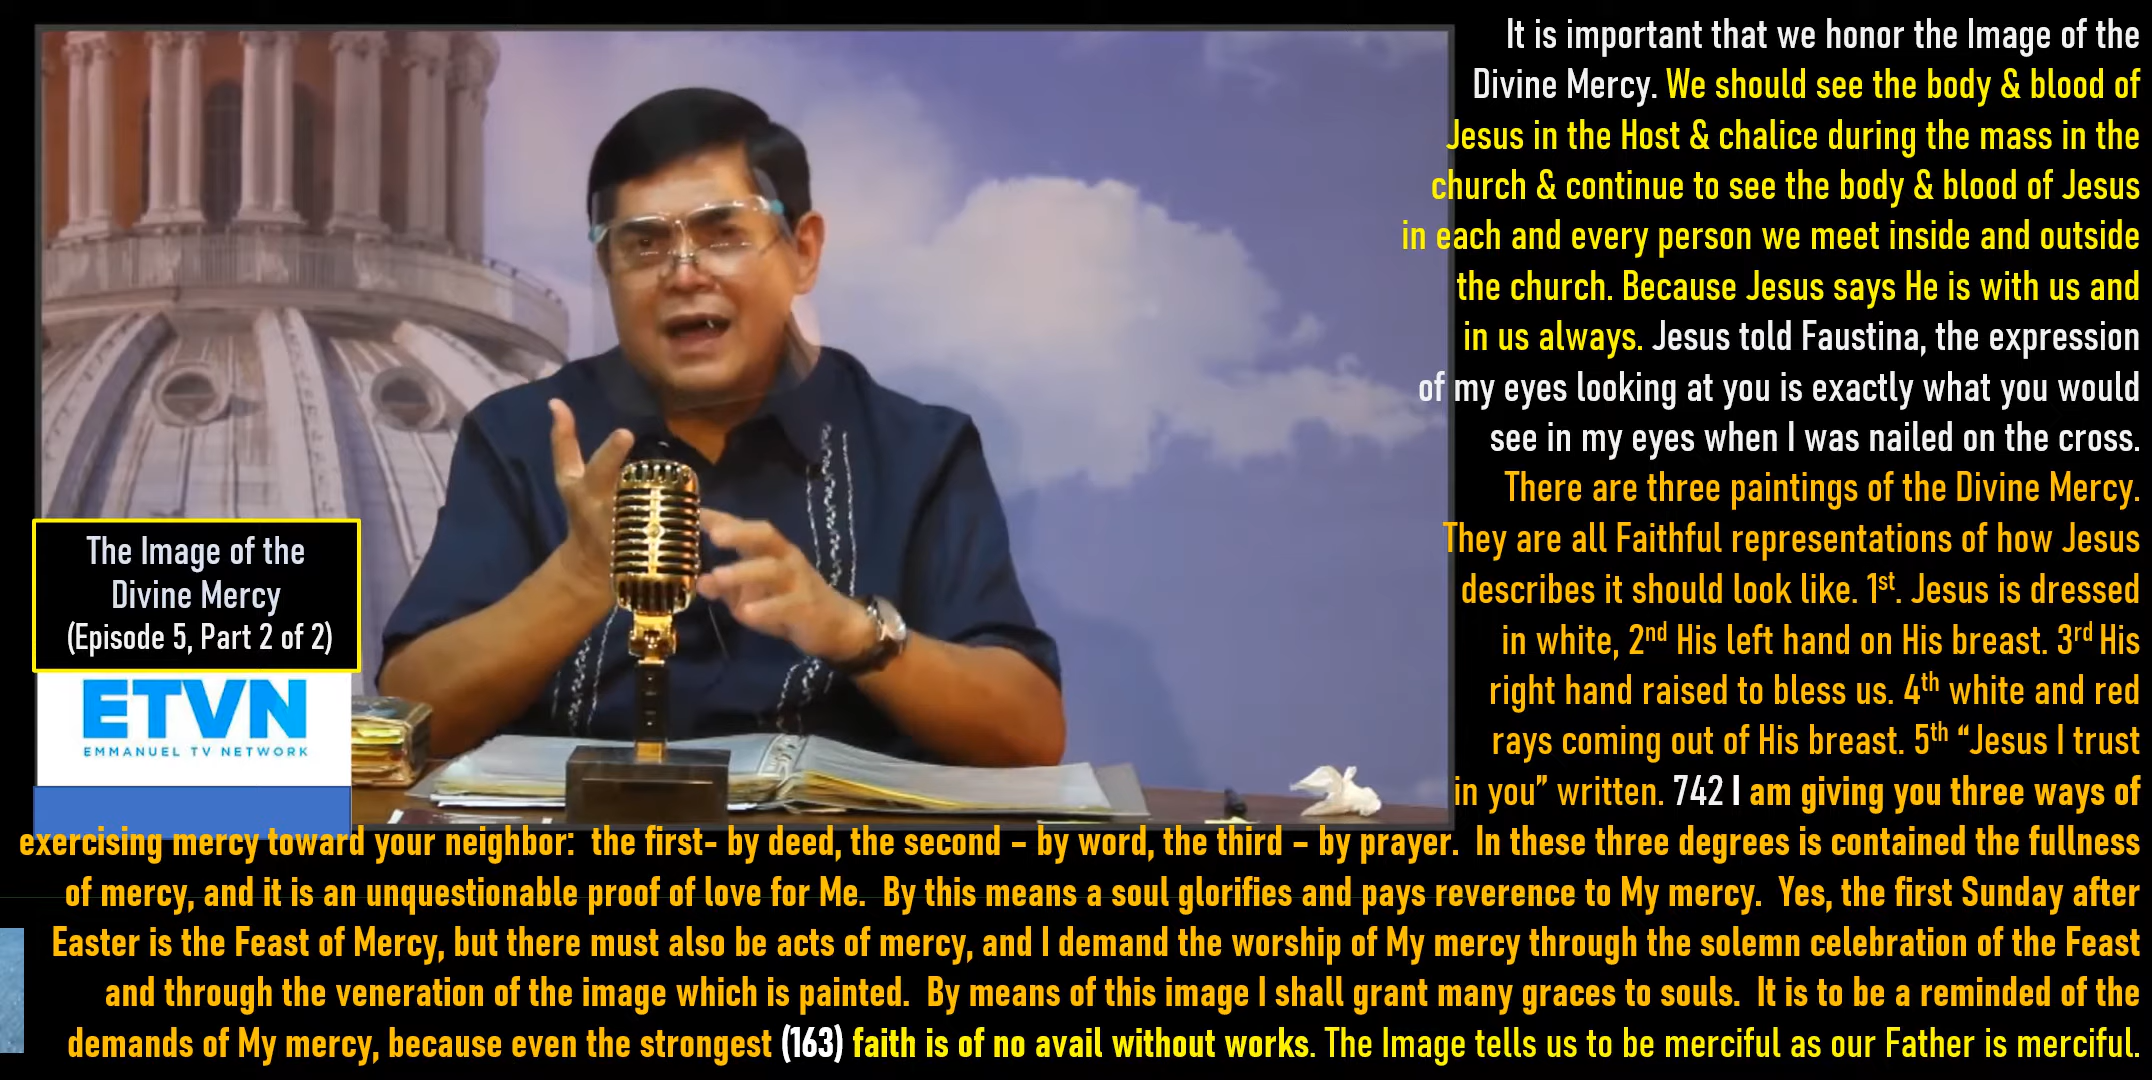 It is important that we honor the Image of the
Divine Mercy. We should see the body & blood of
Jesus in the Host & chalice during the mass in the
church & continue to see the body & blood of Jesus
in each and every person we meet inside and outside
the church. Because Jesus says He is with us and
in us always. Jesus told Faustina, the expression
of my eyes looking at you is exactly what you would
see in my eyes when I was nailed on the cross.
There are three paintings of the Divine Mercy.
They are all Faithful representations of how Jesus
describes it should look like. 1st. Jesus is dressed
in white, 2nd His left hand on His breast. 3rd His
right hand raised to bless us. 4th white and red
rays coming out of His breast. 5th “Jesus I trust
in you” written. 742 I am giving you three ways of
exercising mercy toward your neighbor:  the first- by deed, the second – by word, the third – by prayer.  In these three degrees is contained the fullness
of mercy, and it is an unquestionable proof of love for Me.  By this means a soul glorifies and pays reverence to My mercy.  Yes, the first Sunday after
Easter is the Feast of Mercy, but there must also be acts of mercy, and I demand the worship of My mercy through the solemn celebration of the Feast
and through the veneration of the image which is painted.  By means of this image I shall grant many graces to souls.  It is to be a reminded of the
demands of My mercy, because even the strongest (163) faith is of no avail without works. The Image tells us to be merciful as our Father is merciful.
The Image of the
Divine Mercy
(Episode 5, Part 2 of 2)
ETVN
EMMANUEL TV NETWORK